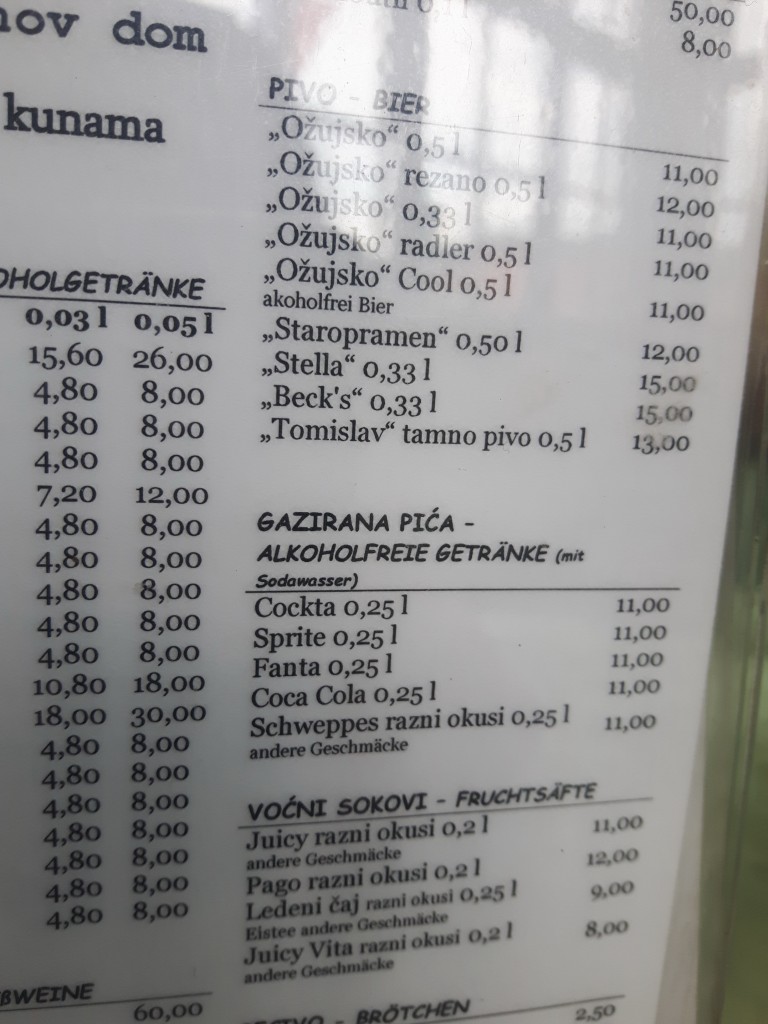 nov dom
kunama
OHOLGETRÄNKE
0,03 l 0,05 l
15,60 26,00
4,80 8,00
4,80 8,00
4,80 8,00
7,20 12,00
4,80 8,00
4,80 8,00
4,80 8,00
4,80 8,00
4,80 8,00
10,80 18,00
18,00 30,00
4,80 8,00
4,80 8,00
4,80 8,00
4,80 8,00
4,80 8,00
4,80 8,00
4,80 8,00
ßWEINE
60,00
50,00
8,00
PIVO - BIER
„Ožujsko“ 0,5 l 11,00
„Ožujsko“ rezano 0,5 l 12,00
„Ožujsko“ 0,33 l 11,00
„Ožujsko“ radler 0,5 l 11,00
„Ožujsko“ Cool 0,5 l 11,00
akoholfrei Bier
„Staropramen“ 0,50 l 12,00
„Stella“ 0,33 l 15,00
„Beck's“ 0,33 l 15,00
„Tomislav“ tamno pivo 0,5 l 13,00
GAZIRANA PIĆA -
ALKOHOLFREIE GETRÄNKE (mit
Sodawasser)
Cockta 0,25 l 11,00
Sprite 0,25 l 11,00
Fanta 0,25 l 11,00
Coca Cola 0,25 l 11,00
Schweppes razni okusi 0,25 l 11,00
andere Geschmäcke
VOĆNI SOKOVI - FRUCHTSÄFTE
Juicy razni okusi 0,2 l 11,00
andere Geschmäcke
Pago razni okusi 0,2 l 12,00
Ledeni čaj razni okusi 0,25 l 9,00
Eistee andere Geschmäcke
Juicy Vita razni okusi 0,2 l 8,00
andere Geschmäcke
- BRÖTCHEN
2,50